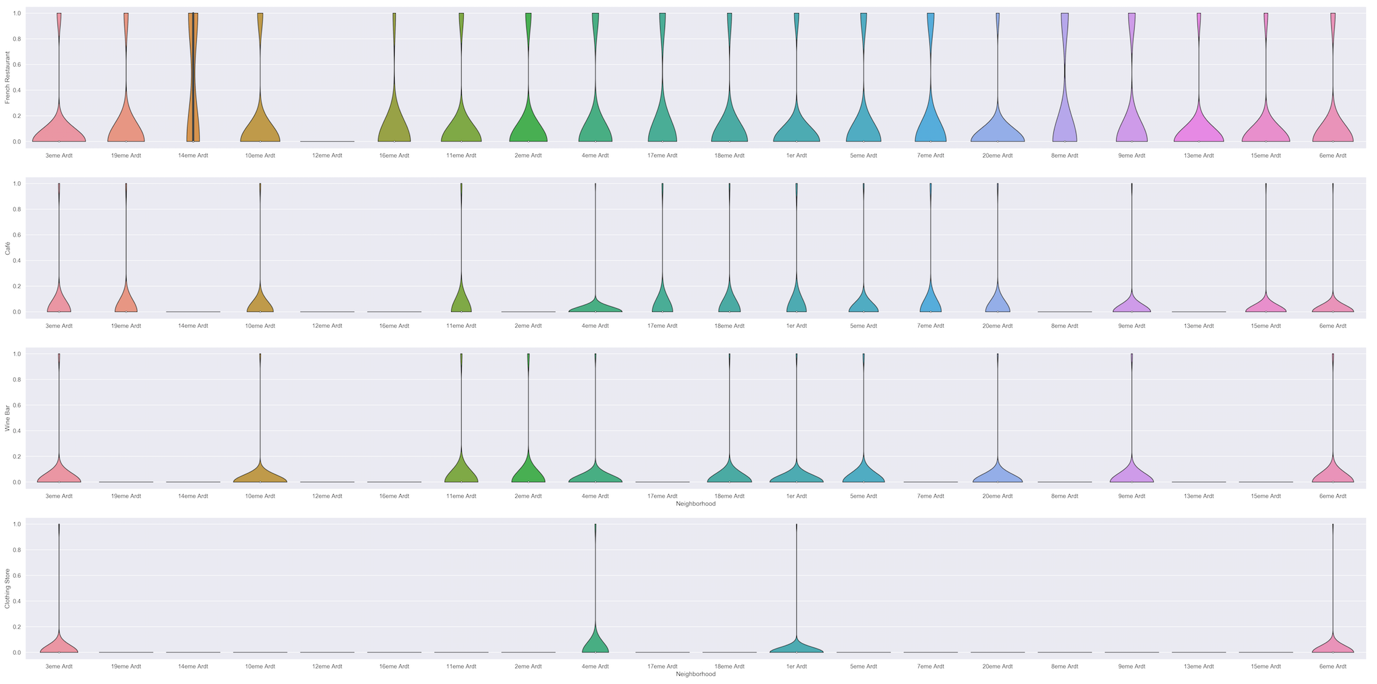 1.0
0.8
0.6
0.4
0.2
0.0
French Restaurant
3eme Ardt 19eme Ardt 14eme Ardt 10eme Ardt 12eme Ardt 16eme Ardt 11eme Ardt 2eme Ardt 4eme Ardt 17eme Ardt 18eme Ardt 1er Ardt 5eme Ardt 7eme Ardt 20eme Ardt 8eme Ardt 9eme Ardt 13eme Ardt 15eme Ardt 6eme Ardt
1.0
0.8
0.6
0.4
0.2
0.0
Café
3eme Ardt 19eme Ardt 14eme Ardt 10eme Ardt 12eme Ardt 16eme Ardt 11eme Ardt 2eme Ardt 4eme Ardt 17eme Ardt 18eme Ardt 1er Ardt 5eme Ardt 7eme Ardt 20eme Ardt 8eme Ardt 9eme Ardt 13eme Ardt 15eme Ardt 6eme Ardt
1.0
0.8
0.6
0.4
0.2
0.0
Wine Bar
3eme Ardt 19eme Ardt 14eme Ardt 10eme Ardt 12eme Ardt 16eme Ardt 11eme Ardt 2eme Ardt 4eme Ardt 17eme Ardt 18eme Ardt 1er Ardt 5eme Ardt 7eme Ardt 20eme Ardt 8eme Ardt 9eme Ardt 13eme Ardt 15eme Ardt 6eme Ardt
Neighborhood
1.0
0.8
0.6
0.4
0.2
0.0
Clothing Store
3eme Ardt 19eme Ardt 14eme Ardt 10eme Ardt 12eme Ardt 16eme Ardt 11eme Ardt 2eme Ardt 4eme Ardt 17eme Ardt 18eme Ardt 1er Ardt 5eme Ardt 7eme Ardt 20eme Ardt 8eme Ardt 9eme Ardt 13eme Ardt 15eme Ardt 6eme Ardt
Neighborhood